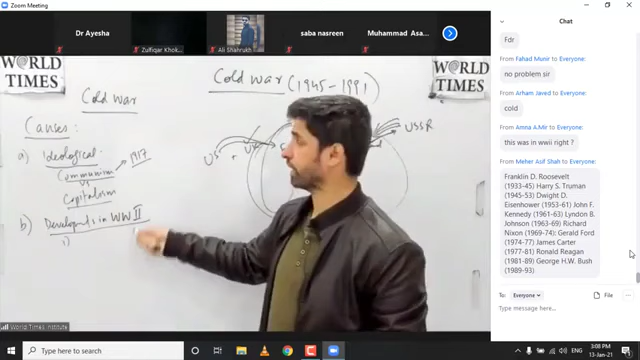 Zoom Meeting
Dr Ayesha
Zulfiqar Khok...
Ali Shahrukh
saba nasreen
Muhammad Asa...
W@RLD
TIMES
W@RLD
TIMES
Cold war (1945-1991)
Cold war
Causes:
a) Ideological
Communism → 1917
vs
Capitalism
b) Developments in WW II
i)
US
USSR
World Times Institute
Chat
Fdr
From Fahad Munir to Everyone:
no problem sir
From Arham Javed to Everyone:
cold
From Amna A.Mir to Everyone:
this was in wwii right ?
From Meher Asif Shah to Everyone:
Franklin D. Roosevelt
(1933-45) Harry S. Truman
(1945-53) Dwight D.
Eisenhower (1953-61) John F.
Kennedy (1961-63) Lyndon B.
Johnson (1963-69) Richard
Nixon (1969-74): Gerald Ford
(1974-77) James Carter
(1977-81) Ronald Reagan
(1981-89) George H.W. Bush
(1989-93)
To: Everyone
File
Type message here...
Type here to search
ENG
3:08 PM
13-Jan-21